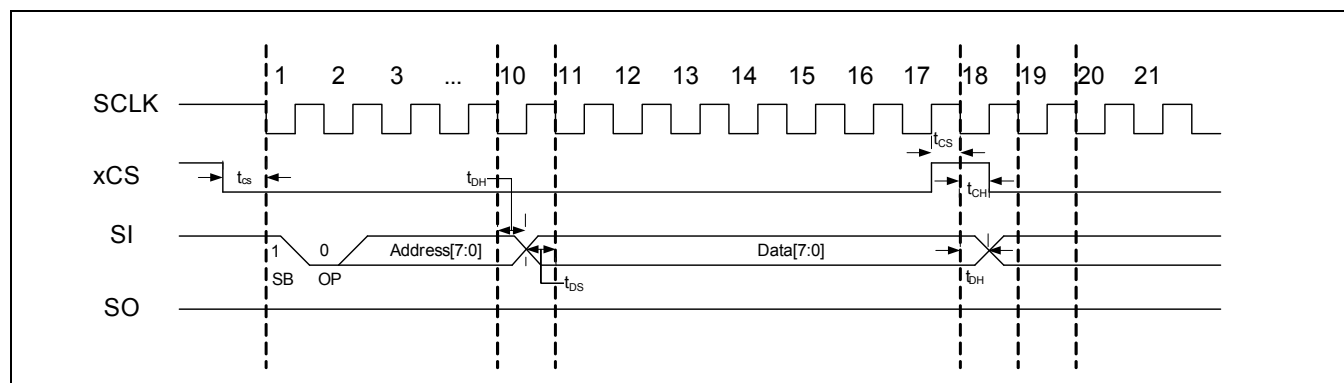 1 2 3 ... 10 11 12 13 14 15 16 17 18 19 20 21
SCLK
tCS
xCS tcs tDH tCH
SI 1 0 Address[7:0] Data[7:0]
SB OP tDS tDH
SO